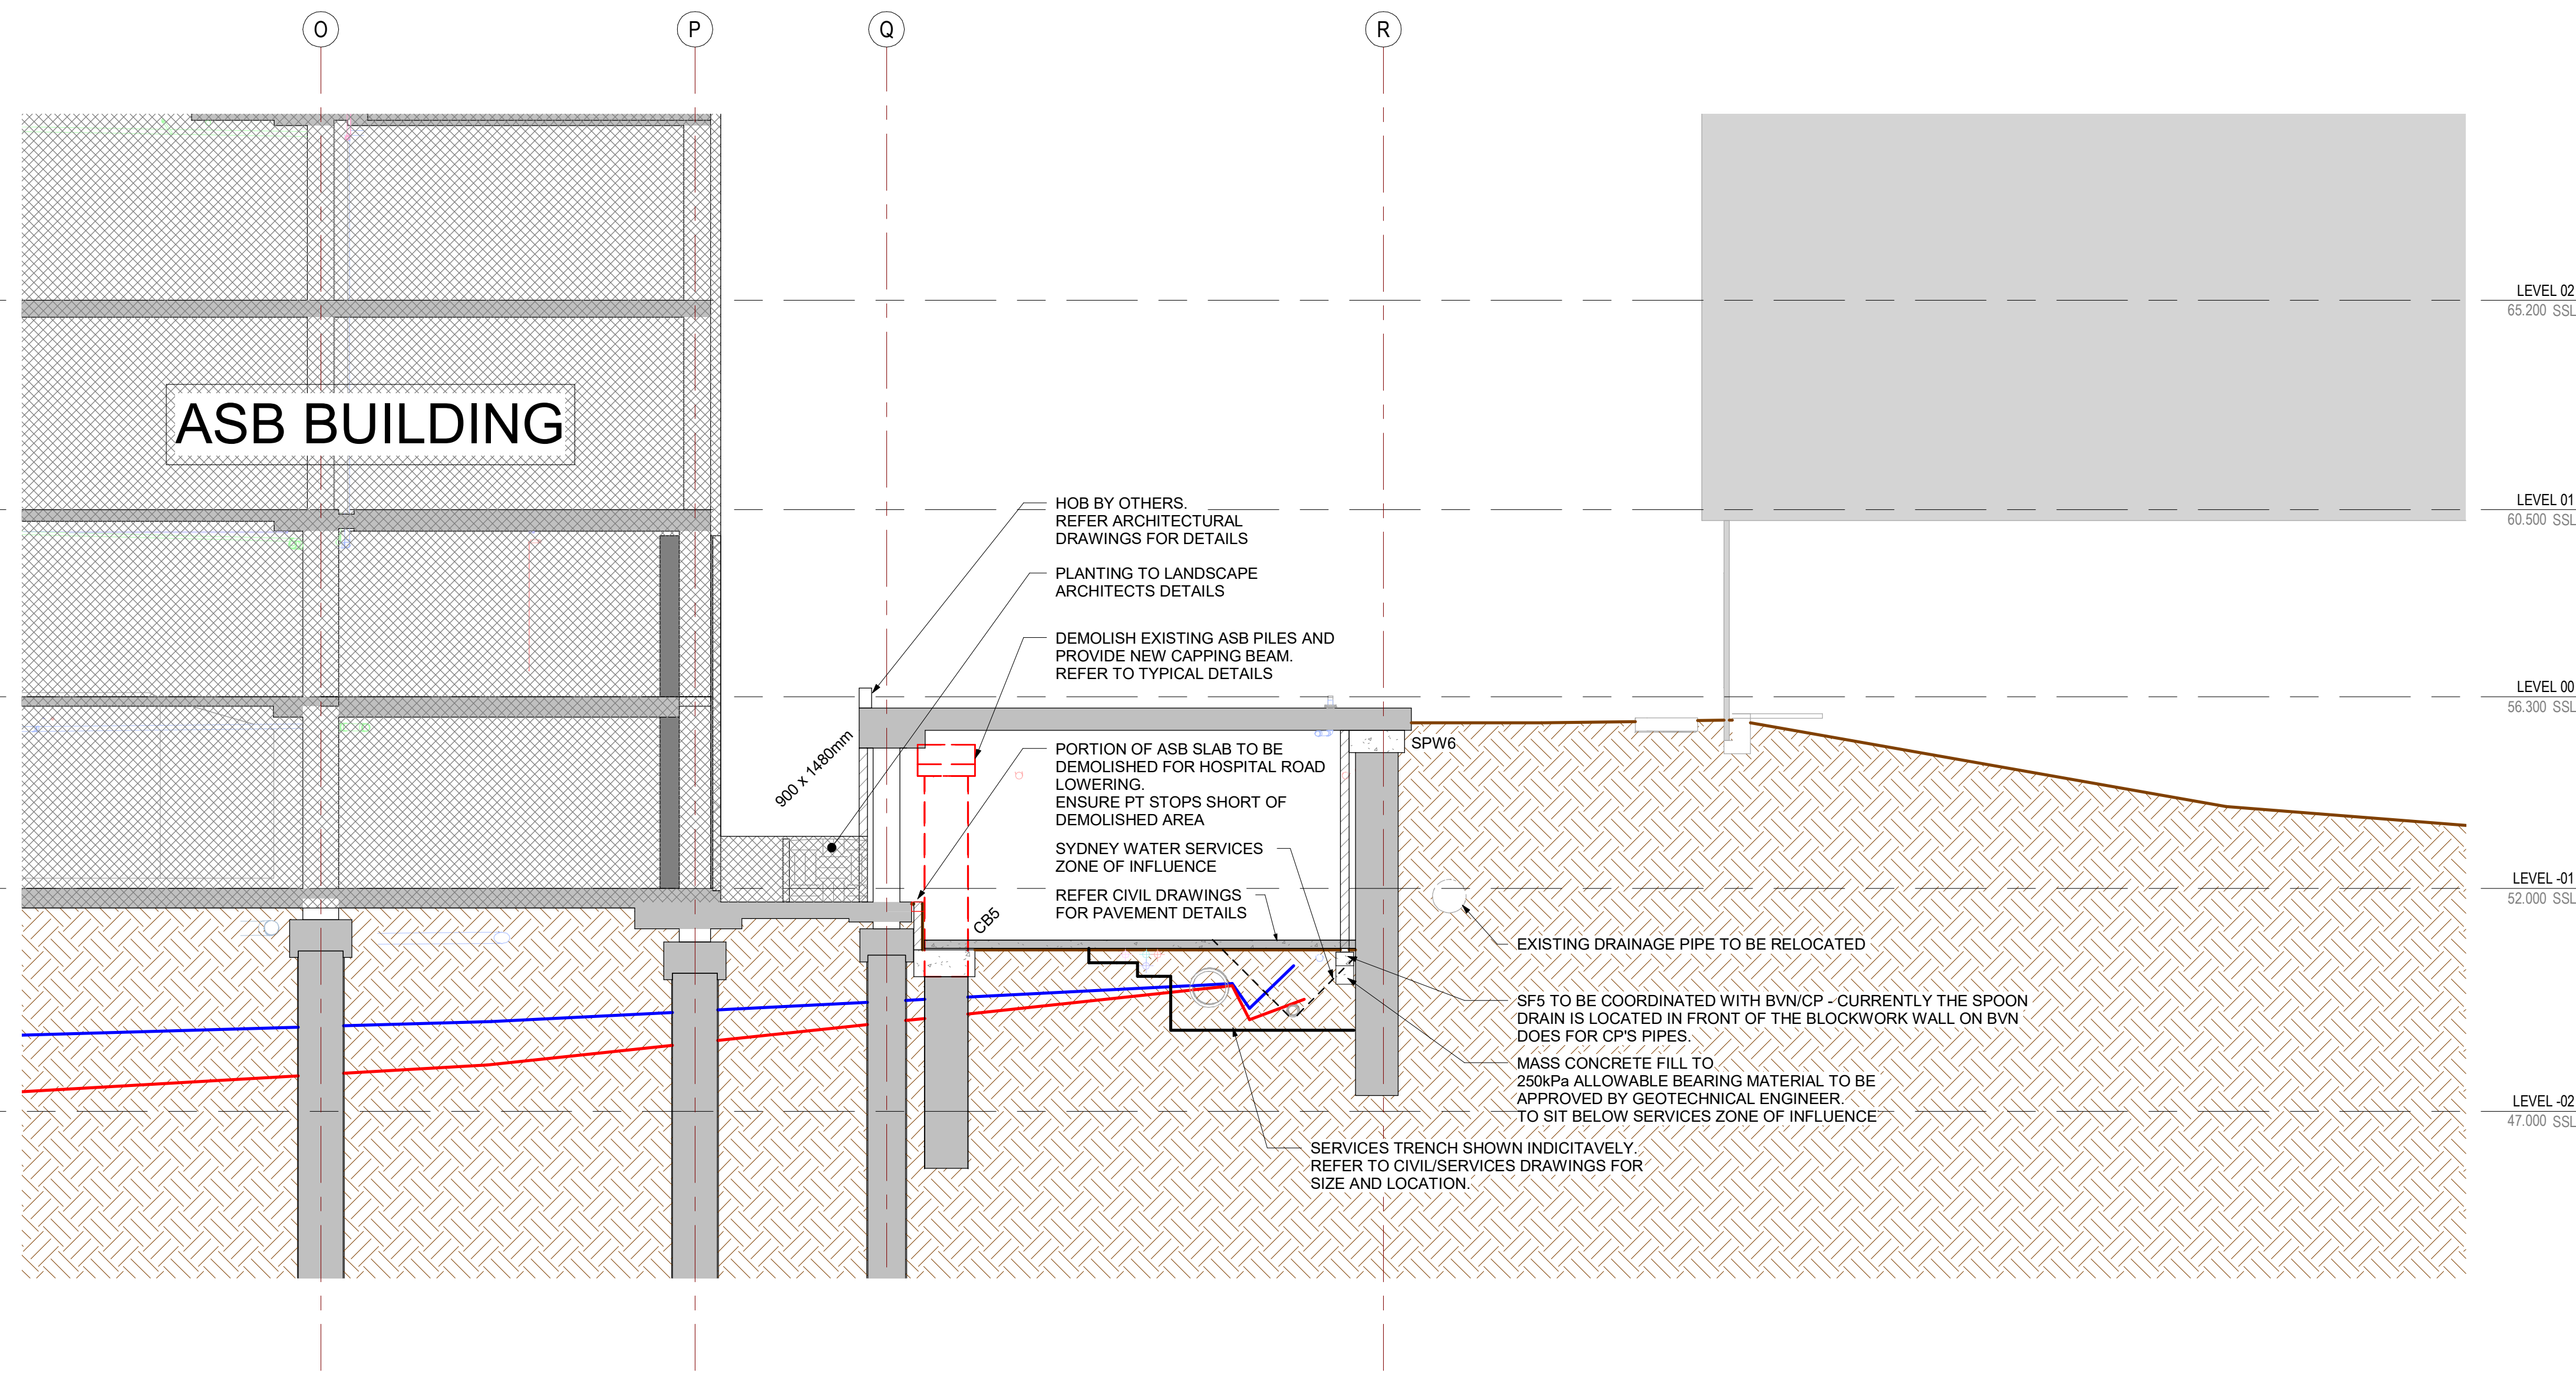 O
P
Q
R
LEVEL 02
65.200 SSL
ASB BUILDING
LEVEL 01
60.500 SSL
HOB BY OTHERS.
REFER ARCHITECTURAL
DRAWINGS FOR DETAILS
PLANTING TO LANDSCAPE
ARCHITECTS DETAILS
DEMOLISH EXISTING ASB PILES AND
PROVIDE NEW CAPPING BEAM.
REFER TO TYPICAL DETAILS
LEVEL 00
56.300 SSL
900 x 1480mm
SPW6
PORTION OF ASB SLAB TO BE
DEMOLISHED FOR HOSPITAL ROAD
LOWERING.
ENSURE PT STOPS SHORT OF
DEMOLISHED AREA
SYDNEY WATER SERVICES
ZONE OF INFLUENCE
REFER CIVIL DRAWINGS
FOR PAVEMENT DETAILS
LEVEL -01
52.000 SSL
CB5
EXISTING DRAINAGE PIPE TO BE RELOCATED
SF5 TO BE COORDINATED WITH BVN/CP - CURRENTLY THE SPOON
DRAIN IS LOCATED IN FRONT OF THE BLOCKWORK WALL ON BVN
DOES FOR CP'S PIPES.
MASS CONCRETE FILL TO
250kPa ALLOWABLE BEARING MATERIAL TO BE
APPROVED BY GEOTECHNICAL ENGINEER.
TO SIT BELOW SERVICES ZONE OF INFLUENCE
LEVEL -02
47.000 SSL
SERVICES TRENCH SHOWN INDICITAVELY.
REFER TO CIVIL/SERVICES DRAWINGS FOR
SIZE AND LOCATION.